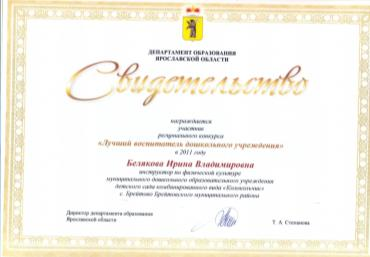 ДЕПАРТАМЕНТ ОБРАЗОВАНИЯ
ЯРОСЛАВСКОЙ ОБЛАСТИ
Свидетельство
награждается
участник
регионального конкурса
«Лучший воспитатель дошкольного учреждения»
в 2011 году
Белякова Ирина Владимировна
инструктор по физической культуре
муниципального дошкольного образовательного учреждения
детского сада комбинированного вида «Колокольчик»
с. Брейтово Брейтовского муниципального района
Директор департамента образования
Ярославской области
Т. А. Степанова